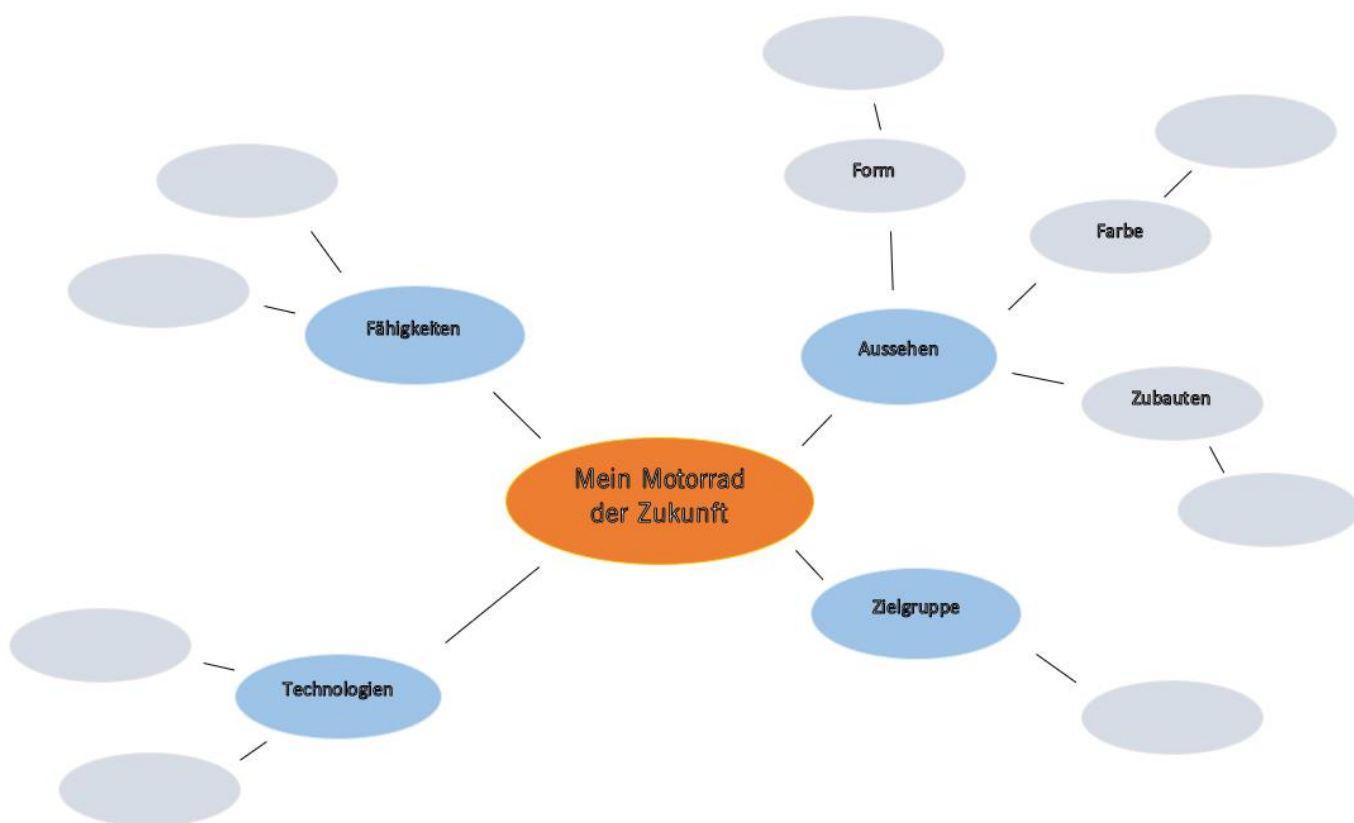 Form
Farbe
Fähigkeiten
Aussehen
Zubauten
Mein Motorrad
der Zukunft
Zielgruppe
Technologien